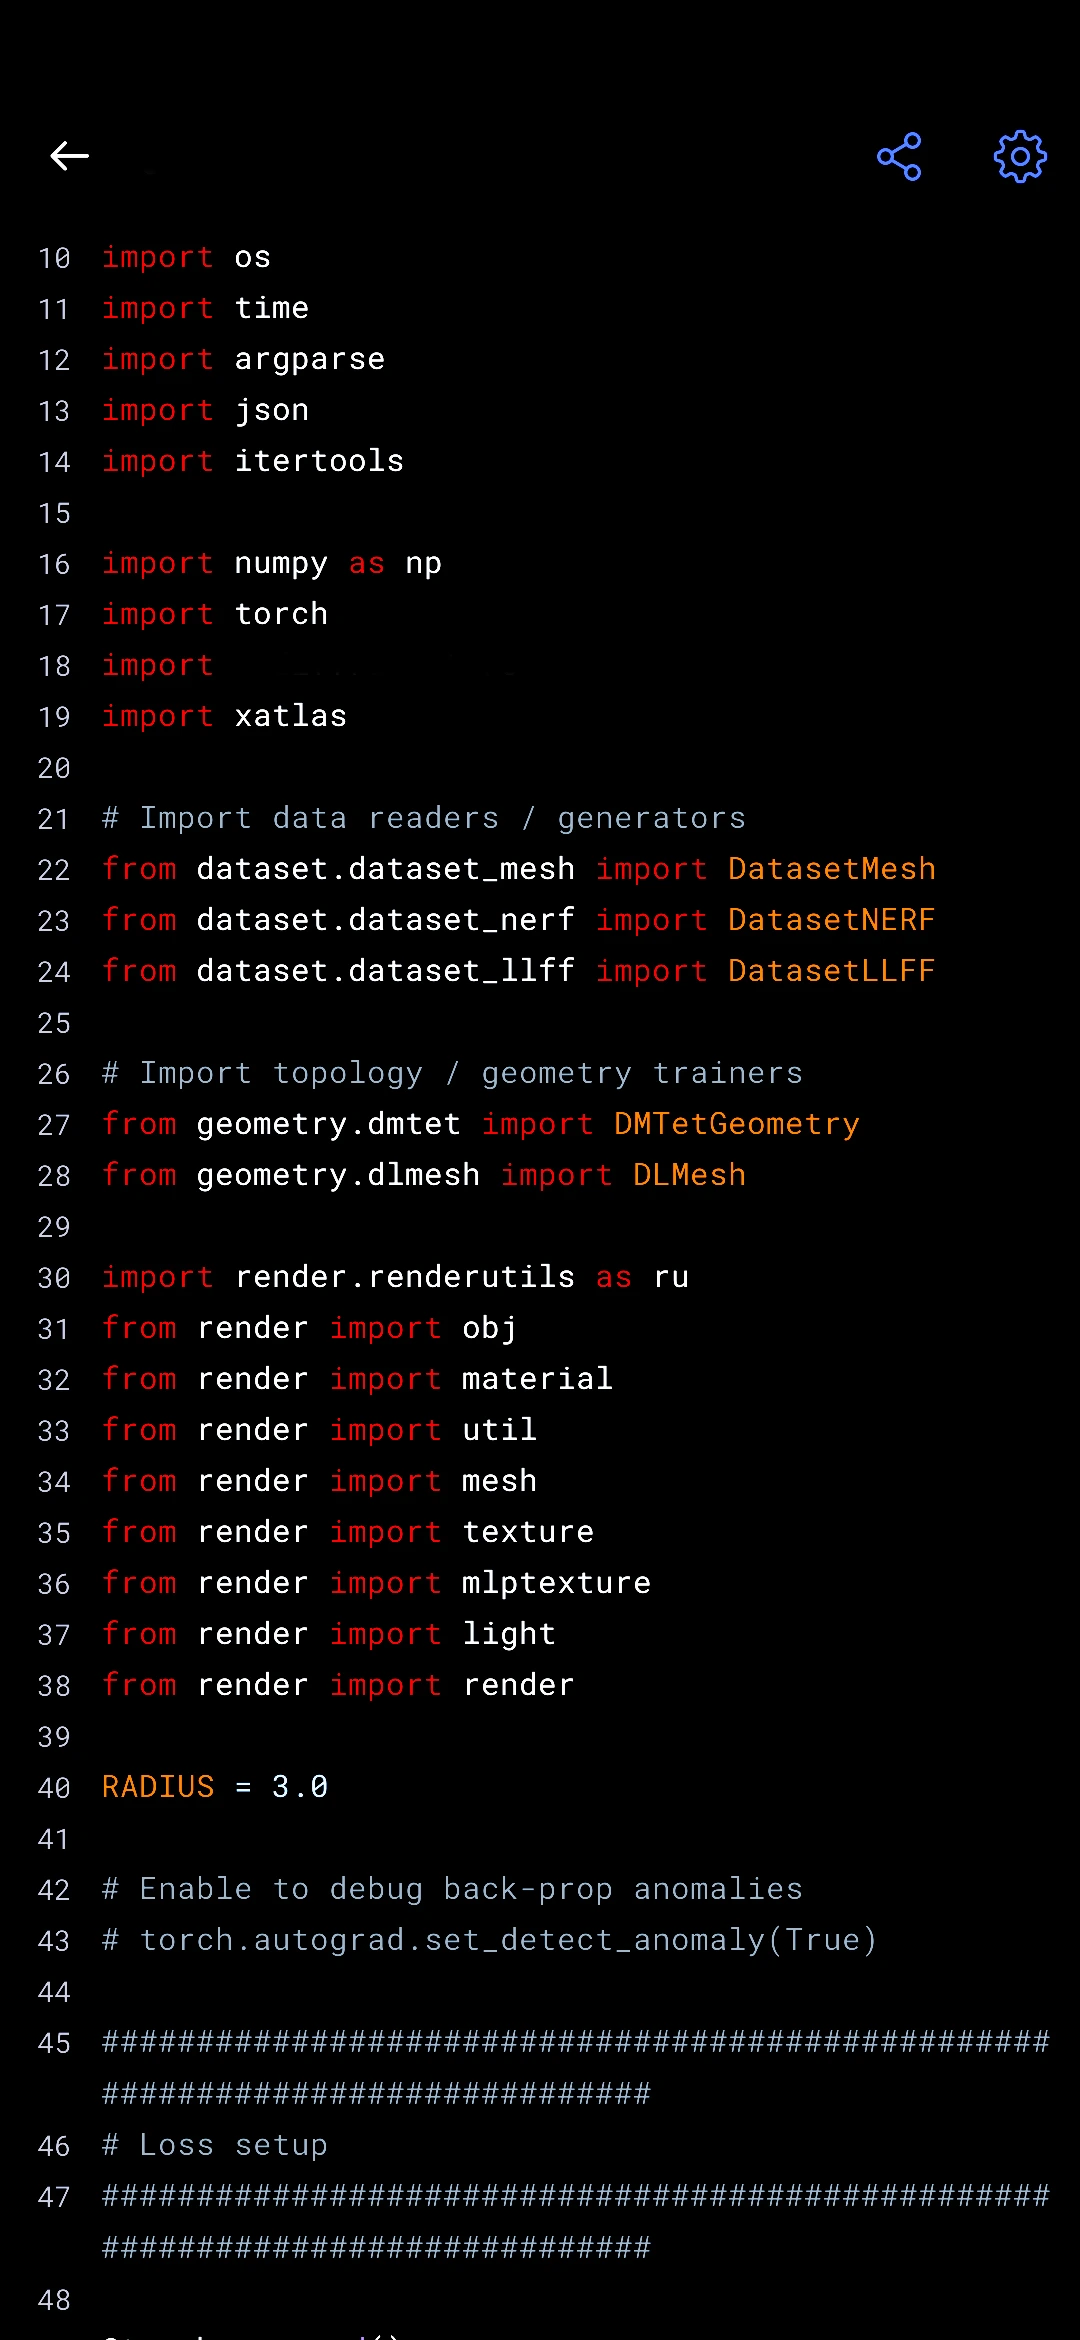 10 import os
11 import time
12 import argparse
13 import json
14 import itertools
15
16 import numpy as np
17 import torch
18 import
19 import xatlas
20
21 # Import data readers / generators
22 from dataset.dataset_mesh import DatasetMesh
23 from dataset.dataset_nerf import DatasetNERF
24 from dataset.dataset_llff import DatasetLLFF
25
26 # Import topology / geometry trainers
27 from geometry.dmtet import DMTetGeometry
28 from geometry.dlmesh import DLMesh
29
30 import render.renderutils as ru
31 from render import obj
32 from render import material
33 from render import util
34 from render import mesh
35 from render import texture
36 from render import mlptexture
37 from render import light
38 from render import render
39
40 RADIUS = 3.0
41
42 # Enable to debug back-prop anomalies
43 # torch.autograd.set_detect_anomaly(True)
44
45 ##################################################
#############################
46 # Loss setup
47 ##################################################
#############################
48